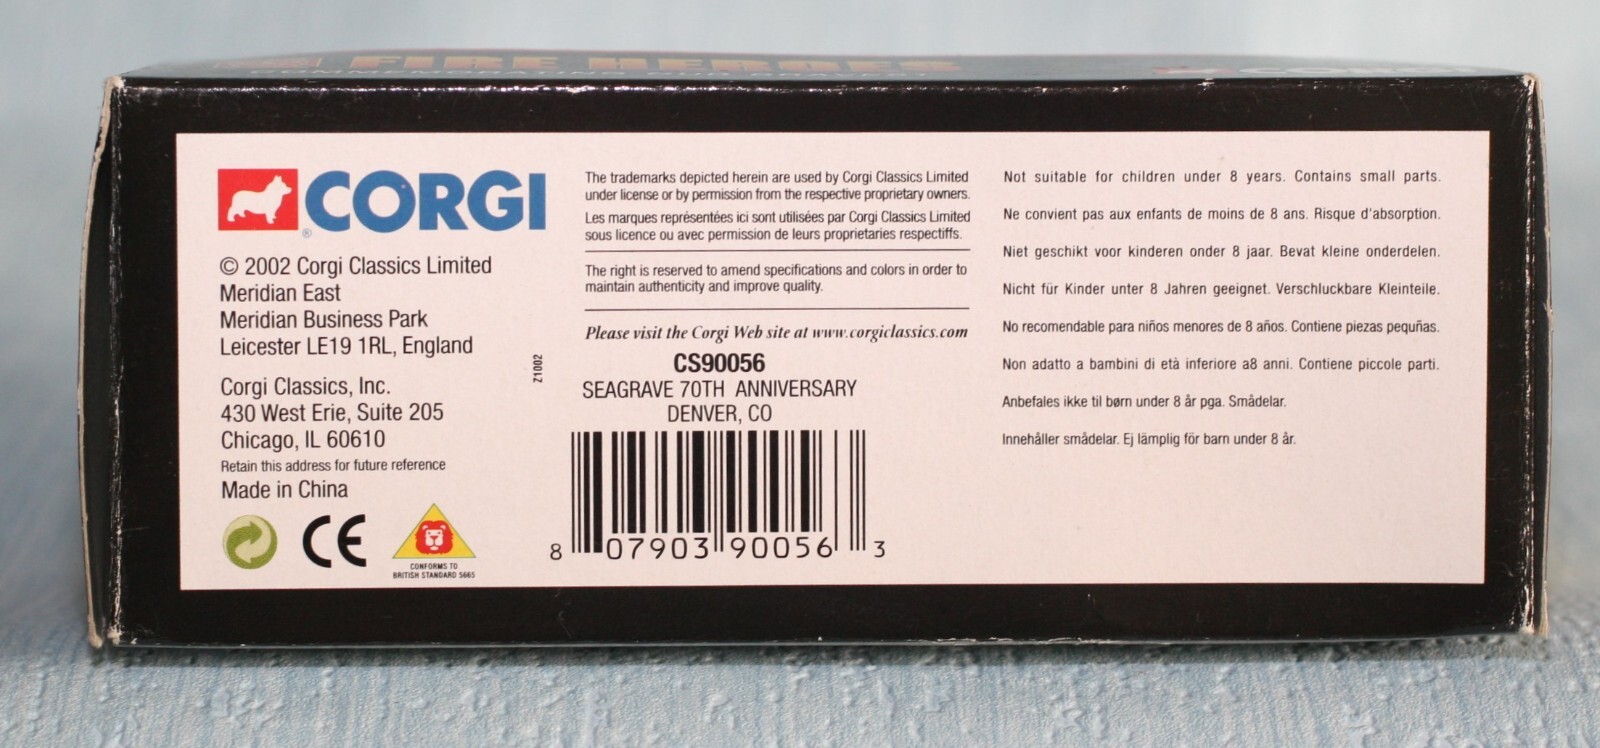 FIRE HEROES
COMMEMORATING OUR BRAVEST
CORGI
®
© 2002 Corgi Classics Limited
Meridian East
Meridian Business Park
Leicester LE19 1RL, England
Corgi Classics, Inc.
430 West Erie, Suite 205
Chicago, IL 60610
Retain this address for future reference
Made in China
CE
CONFORMS TO
BRITISH STANDARD 5665
The trademarks depicted herein are used by Corgi Classics Limited
under license or by permission from the respective proprietary owners.
Les marques représentées ici sont utilisées par Corgi Classics Limited
sous licence ou avec permission de leurs proprietaries respectiffs.
The right is reserved to amend specifications and colors in order to
maintain authenticity and improve quality.
Please visit the Corgi Web site at www.corgiclassics.com
Z1002
CS90056
SEAGRAVE 70TH ANNIVERSARY
DENVER, CO
8 07903 90056 3
Not suitable for children under 8 years. Contains small parts.
Ne convient pas aux enfants de moins de 8 ans. Risque d'absorption.
Niet geschikt voor kinderen onder 8 jaar. Bevat kleine onderdelen.
Nicht für Kinder unter 8 Jahren geeignet. Verschluckbare Kleinteile.
No recomendable para niños menores de 8 años. Contiene piezas pequñas.
Non adatto a bambini di età inferiore a8 anni. Contiene piccole parti.
Anbefales ikke til børn under 8 år pga. Smådelar.
Innehåller smådelar. Ej lämplig för barn under 8 år.